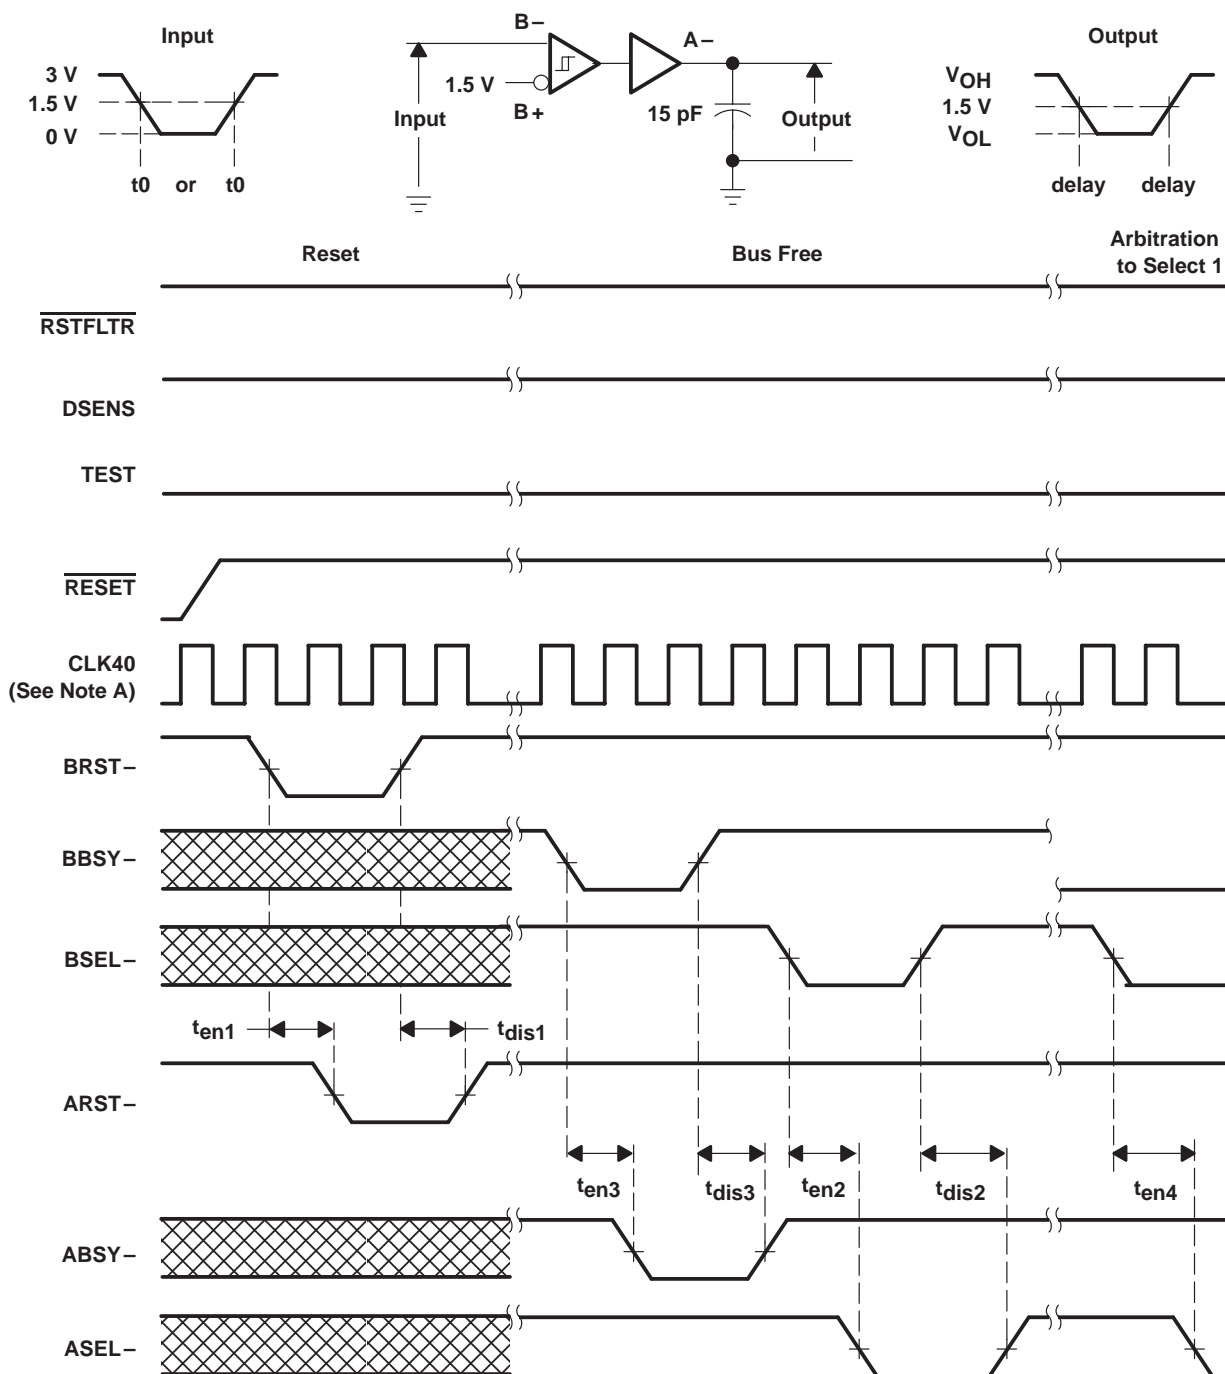 Input
3 V
1.5 V
0 V
t0 or t0
B–
A–
1.5 V
B+
Input
15 pF
Output
Output
VOH
1.5 V
VOL
delay delay
Reset
Bus Free
Arbitration
to Select 1
RSTFLTR
DSENS
TEST
RESET
CLK40
(See Note A)
BRST–
BBSY–
BSEL–
ten1
tdis1
ARST–
ten3
tdis3
ten2
tdis2
ten4
ABSY–
ASEL–